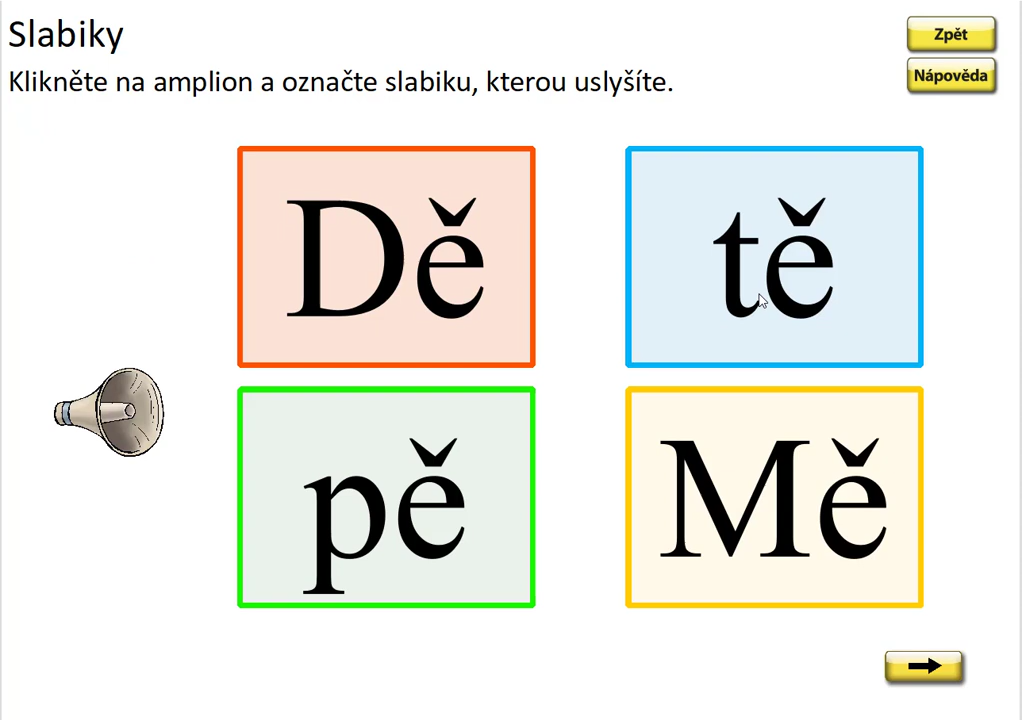 Slabiky
Zpět
Klikněte na amplion a označte slabiku, kterou uslyšíte.
Nápověda
Dě
tě
pě
Mě